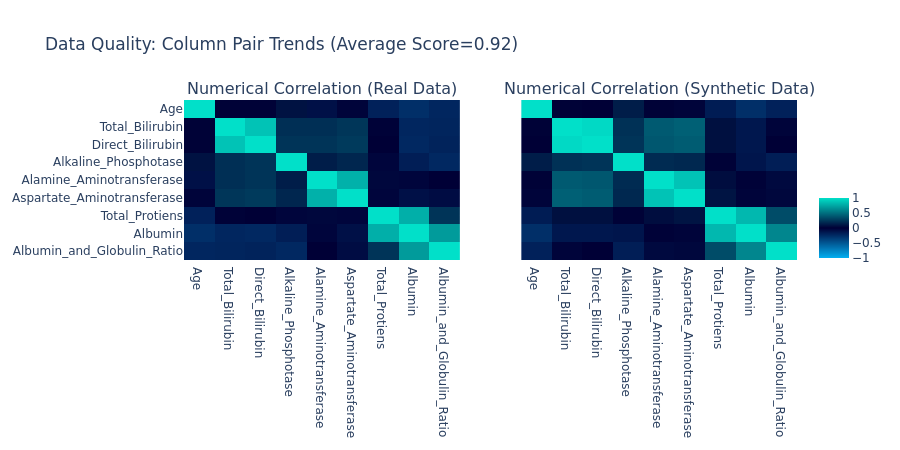 Data Quality: Column Pair Trends (Average Score=0.92)
Numerical Correlation (Real Data)
Numerical Correlation (Synthetic Data)
Age
Total_Bilirubin
Direct_Bilirubin
Alkaline_Phosphotase
Alamine_Aminotransferase
Aspartate_Aminotransferase
Total_Protiens
Albumin
Albumin_and_Globulin_Ratio
Age
Total_Bilirubin
Direct_Bilirubin
Alkaline_Phosphotase
Alamine_Aminotransferase
Aspartate_Aminotransferase
Total_Protiens
Albumin
Albumin_and_Globulin_Ratio
Age
Total_Bilirubin
Direct_Bilirubin
Alkaline_Phosphotase
Alamine_Aminotransferase
Aspartate_Aminotransferase
Total_Protiens
Albumin
Albumin_and_Globulin_Ratio
1
0.5
0
−0.5
−1